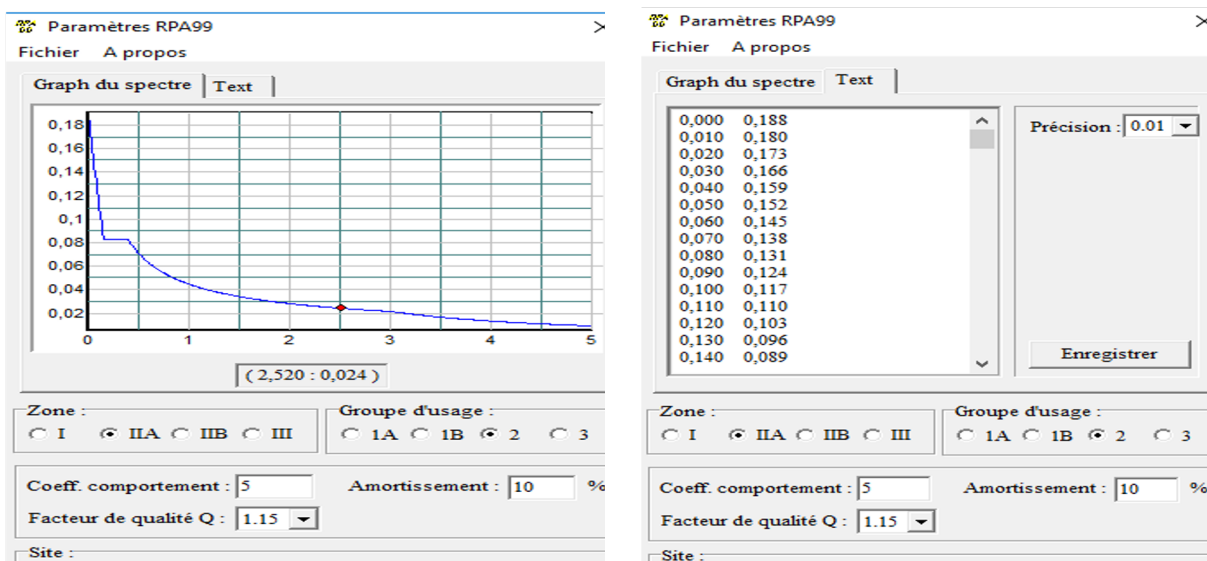 Paramètres RPA99
Fichier A propos
Graph du spectre Text
0,18
0,16
0,14
0,12
0,1
0,08
0,06
0,04
0,02
0 1 2 3 4 5
( 2,520 : 0,024 )
Zone :
I IIA IIB III
Groupe d'usage :
1A 1B 2 3
Coeff. comportement : 5
Amortissement : 10 %
Facteur de qualité Q : 1.15
Site :
Paramètres RPA99
Fichier A propos
Graph du spectre Text
0,000 0,188
0,010 0,180
0,020 0,173
0,030 0,166
0,040 0,159
0,050 0,152
0,060 0,145
0,070 0,138
0,080 0,131
0,090 0,124
0,100 0,117
0,110 0,110
0,120 0,103
0,130 0,096
0,140 0,089
Précision : 0.01
Enregistrer
Zone :
I IIA IIB III
Groupe d'usage :
1A 1B 2 3
Coeff. comportement : 5
Amortissement : 10 %
Facteur de qualité Q : 1.15
Site :